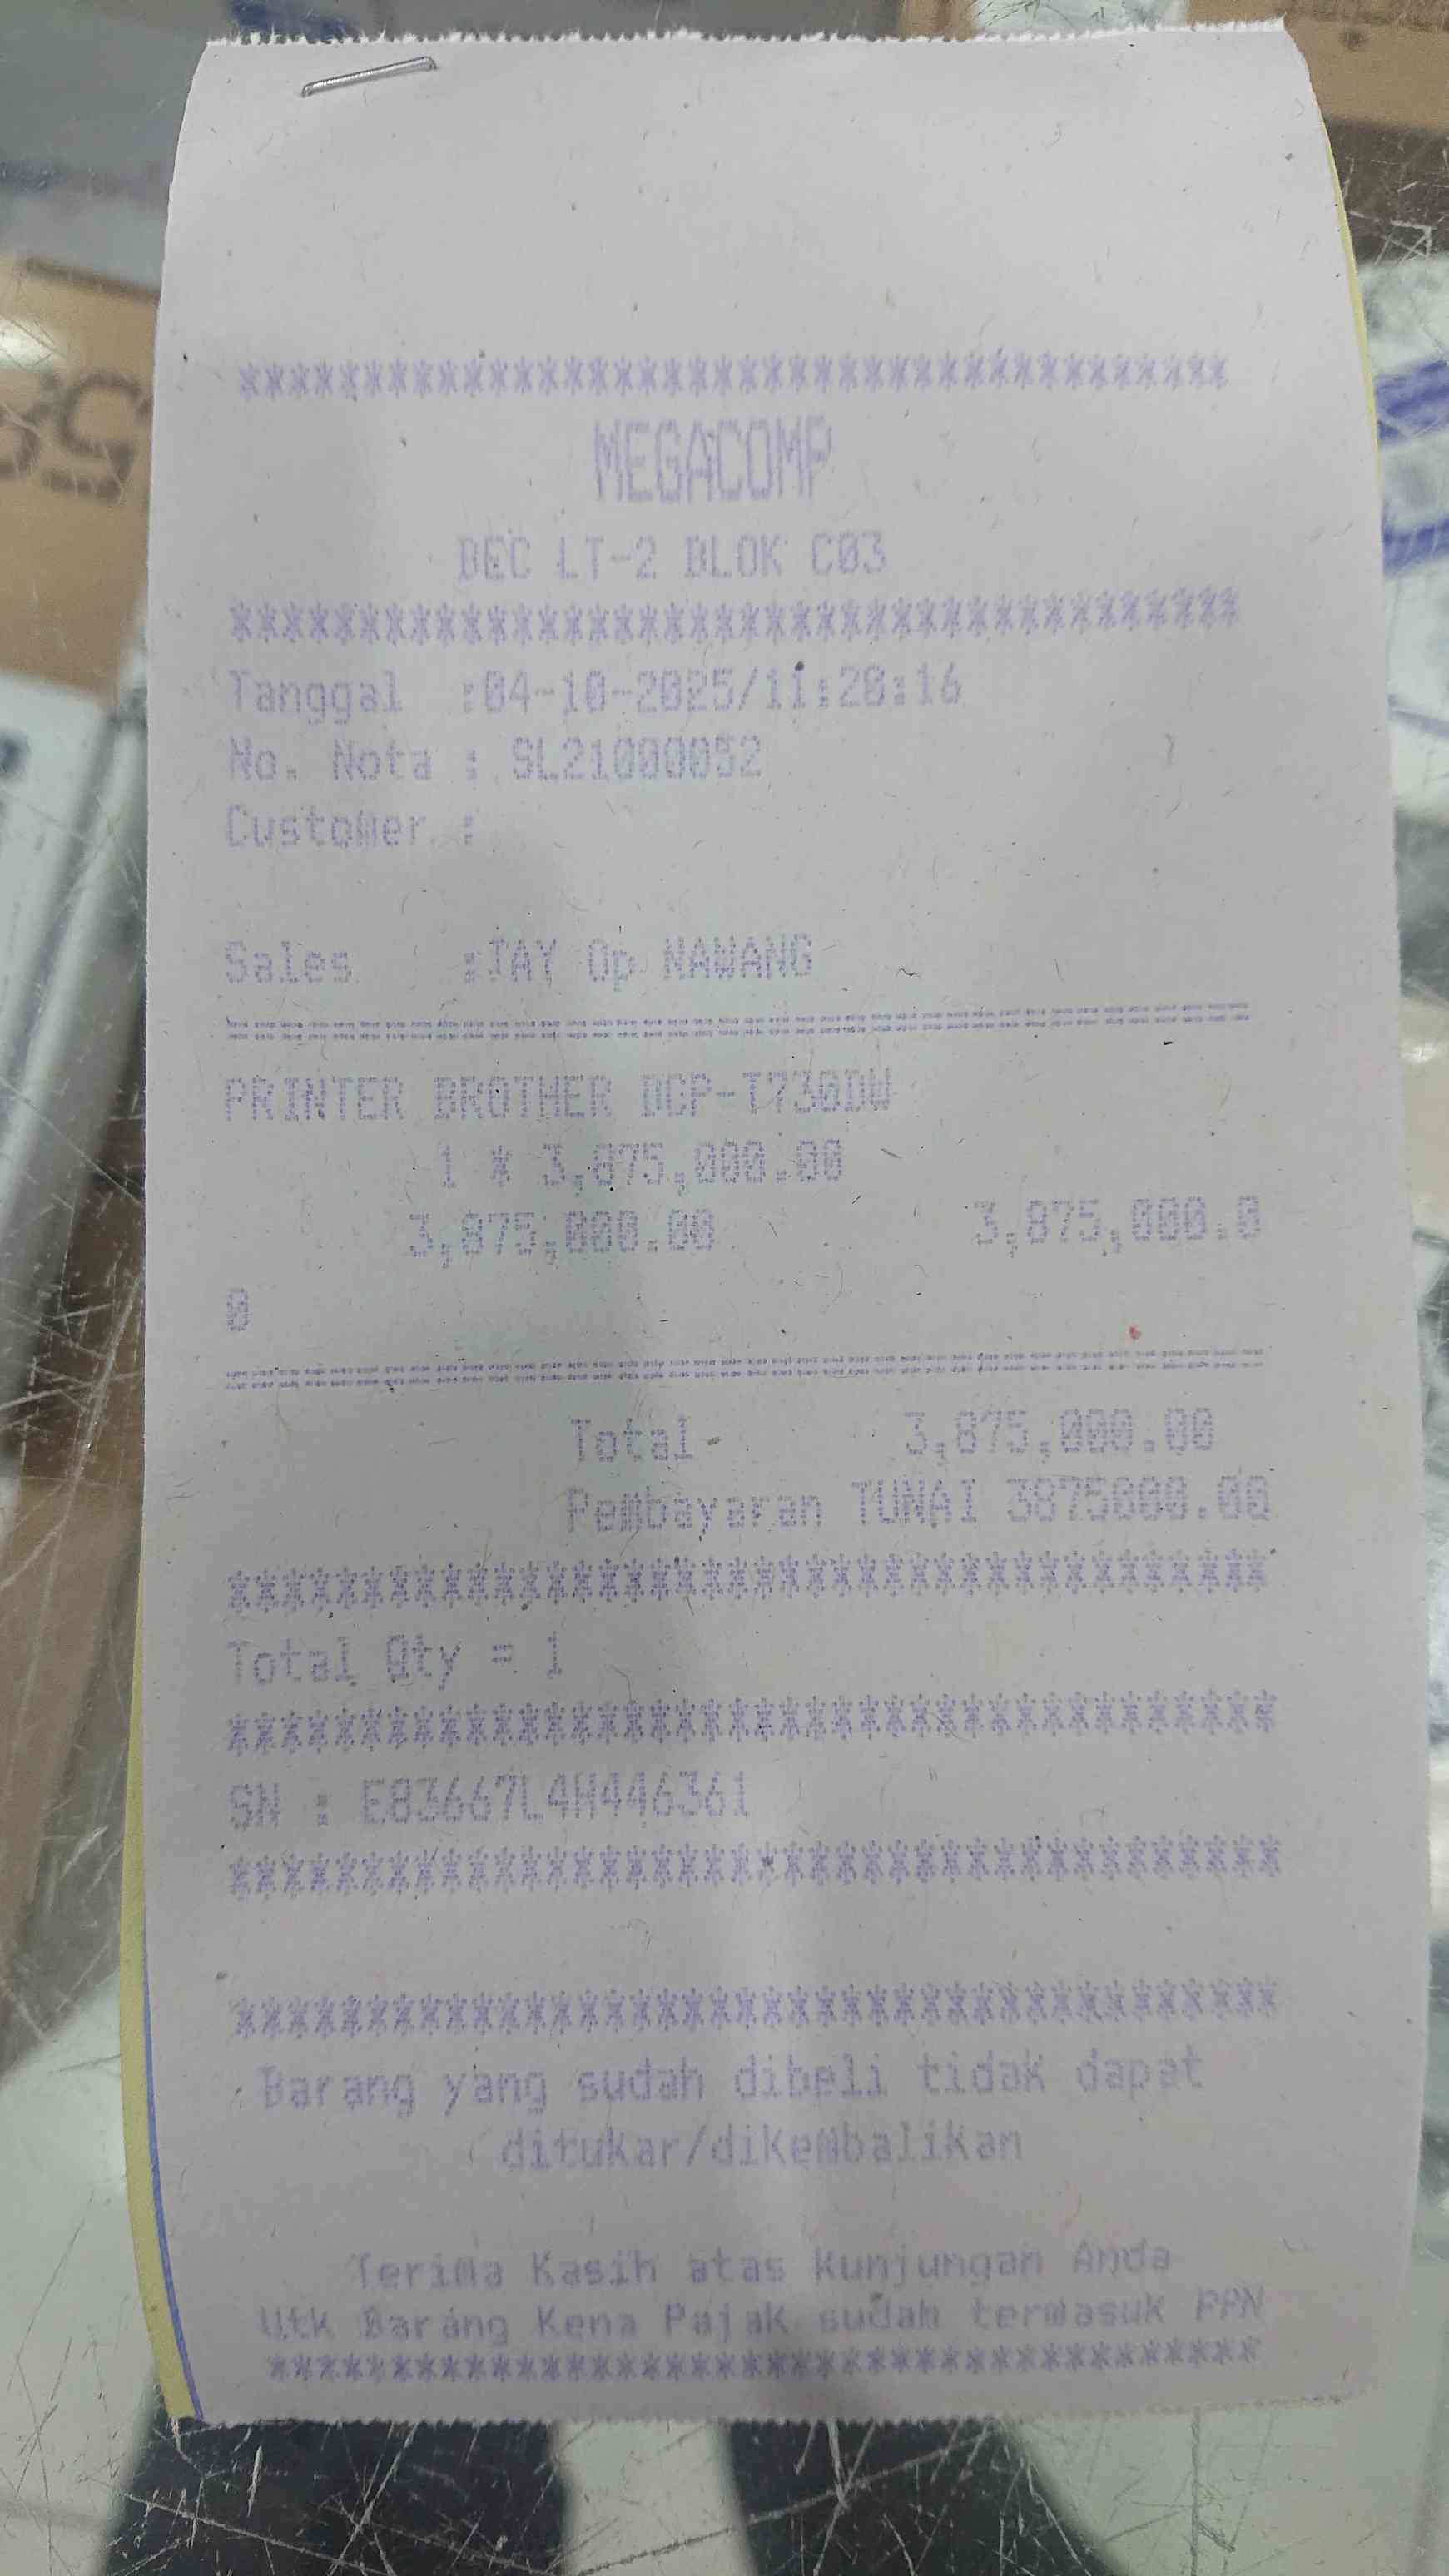 ****************************************
MEGACOMP
BEC LT-2 BLOK C03
****************************************
Tanggal :04-10-2025/11:20:16
No. Nota : SL21000052
Customer :
Sales :TAY Op NAWANG
========================================
PRINTER BROTHER DCP-T730DW
1 * 3,875,000.00
3,875,000.00 3,875,000.0
0
========================================
Total 3,875,000.00
Pembayaran TUNAI 3875000.00
****************************************
Total Qty = 1
****************************************
SN : E83667L4H446361
****************************************
****************************************
Barang yang sudah dibeli tidak dapat
ditukar/dikembalikan
Terima Kasih atas Kunjungan Anda
Utk Barang Kena Pajak sudah termasuk PPN
****************************************